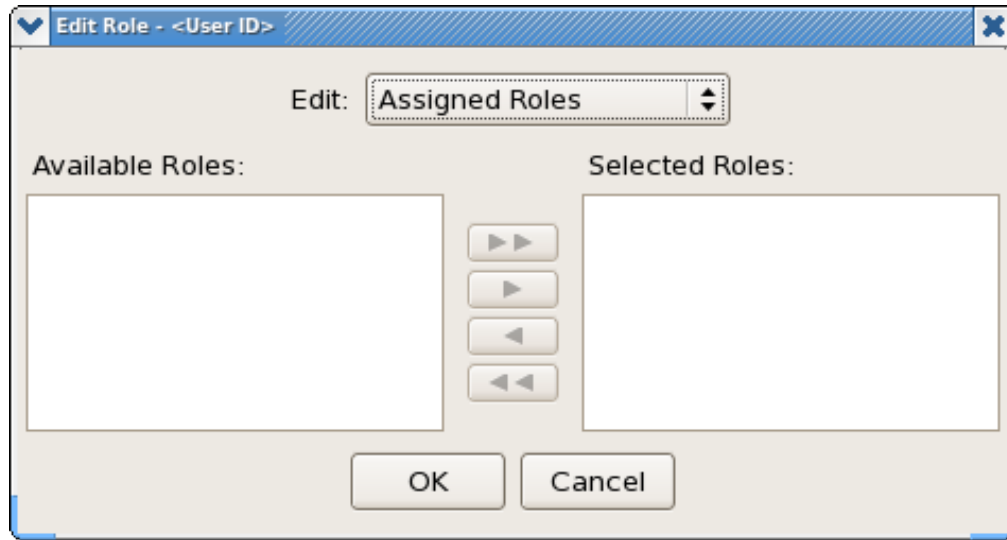 Edit Role - <User ID>
Edit: Assigned Roles
Available Roles:
Selected Roles:
OK
Cancel